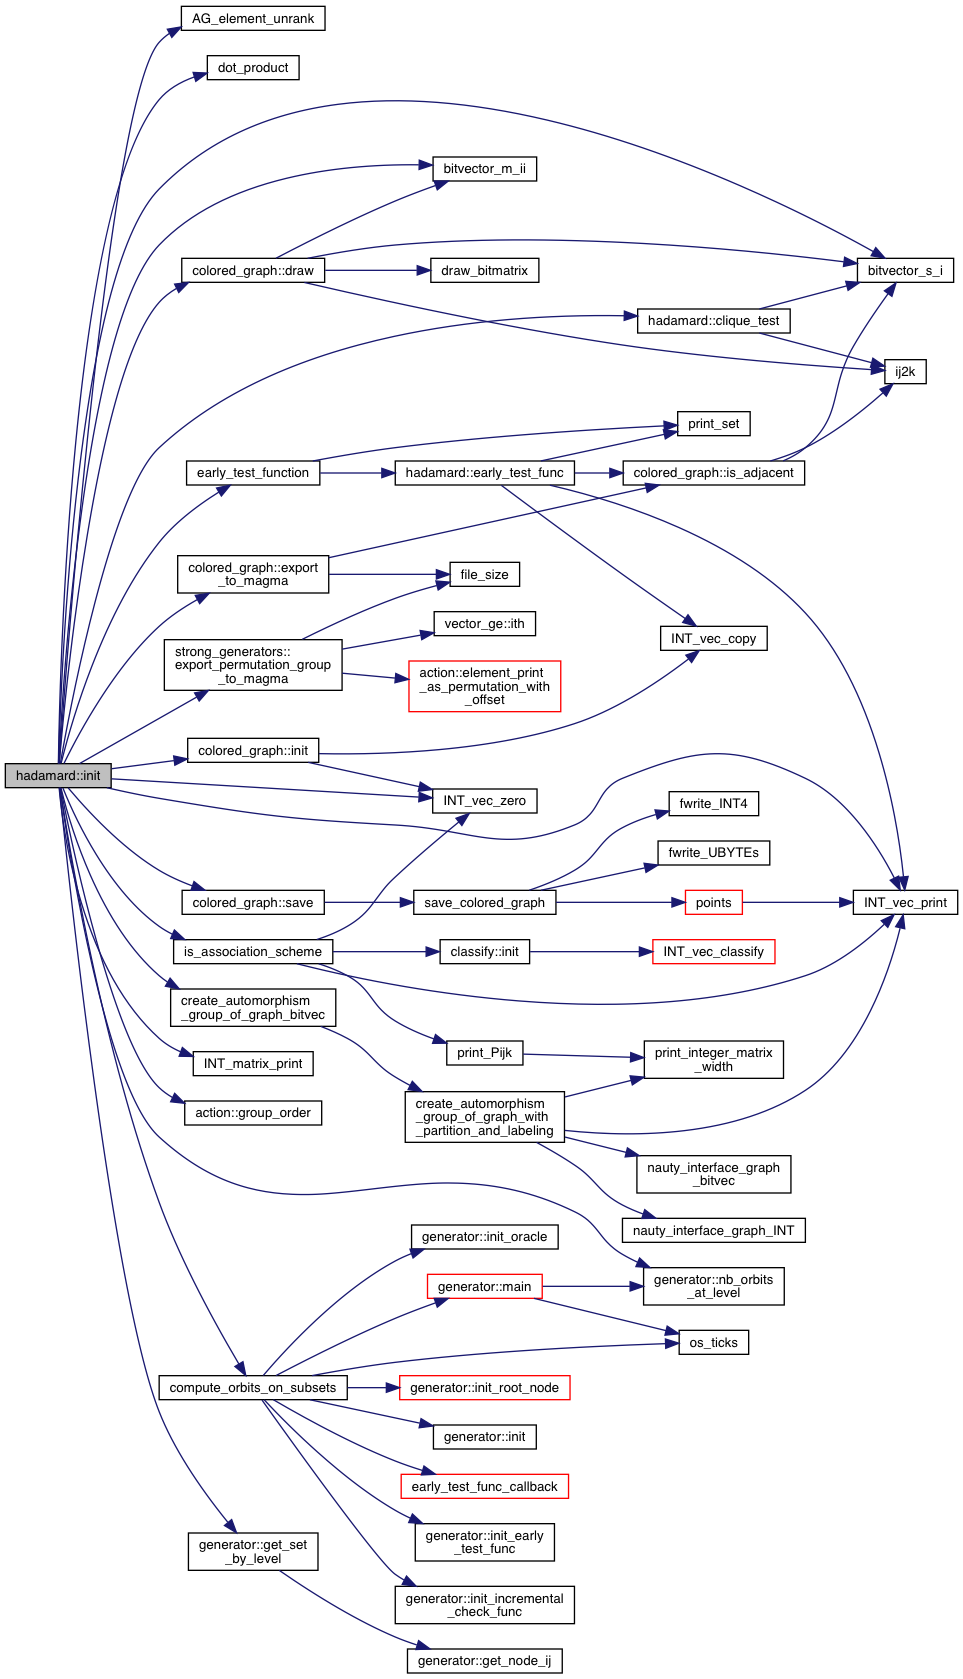 AG_element_unrank
dot_product
bitvector_m_ii
colored_graph::draw
draw_bitmatrix
bitvector_s_i
hadamard::clique_test
ij2k
print_set
early_test_function
hadamard::early_test_func
colored_graph::is_adjacent
colored_graph::export
_to_magma
file_size
vector_ge::ith
INT_vec_copy
strong_generators::
export_permutation_group
_to_magma
action::element_print
_as_permutation_with
_offset
colored_graph::init
hadamard::init
INT_vec_zero
fwrite_INT4
fwrite_UBYTEs
colored_graph::save
save_colored_graph
points
INT_vec_print
is_association_scheme
classify::init
INT_vec_classify
create_automorphism
_group_of_graph_bitvec
print_Pijk
print_integer_matrix
_width
INT_matrix_print
action::group_order
create_automorphism
_group_of_graph_with
_partition_and_labeling
nauty_interface_graph
_bitvec
nauty_interface_graph_INT
generator::init_oracle
generator::main
generator::nb_orbits
_at_level
os_ticks
compute_orbits_on_subsets
generator::init_root_node
generator::init
early_test_func_callback
generator::get_set
_by_level
generator::init_early
_test_func
generator::init_incremental
_check_func
generator::get_node_ij